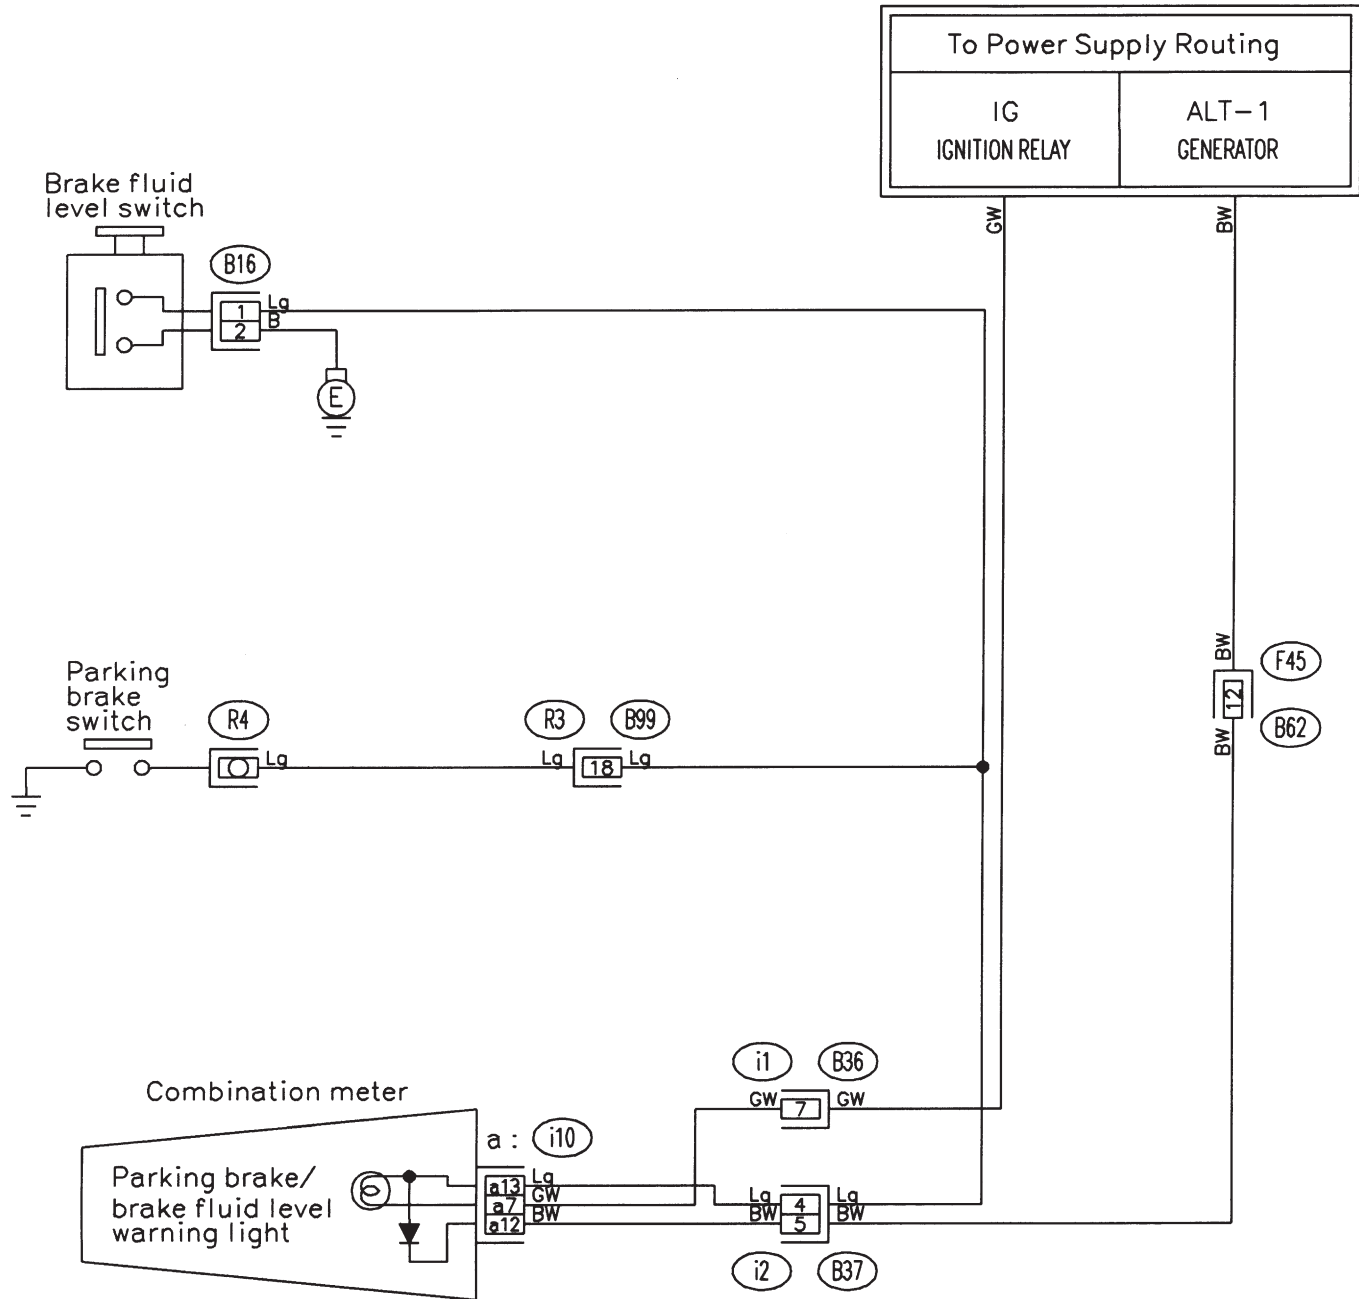 To Power Supply Routing
IG
IGNITION RELAY
ALT-1
GENERATOR
GW
BW
Brake fluid
level switch
B16
1
Lg
2
B
E
BW
F45
12
BW
B62
Parking
brake
switch
R4
Lg
R3
B99
Lg
18
Lg
i1
B36
GW
7
GW
Combination meter
a :
i10
Parking brake/
brake fluid level
warning light
a13
Lg
a7
GW
a12
BW
Lg
4
Lg
BW
5
BW
i2
B37